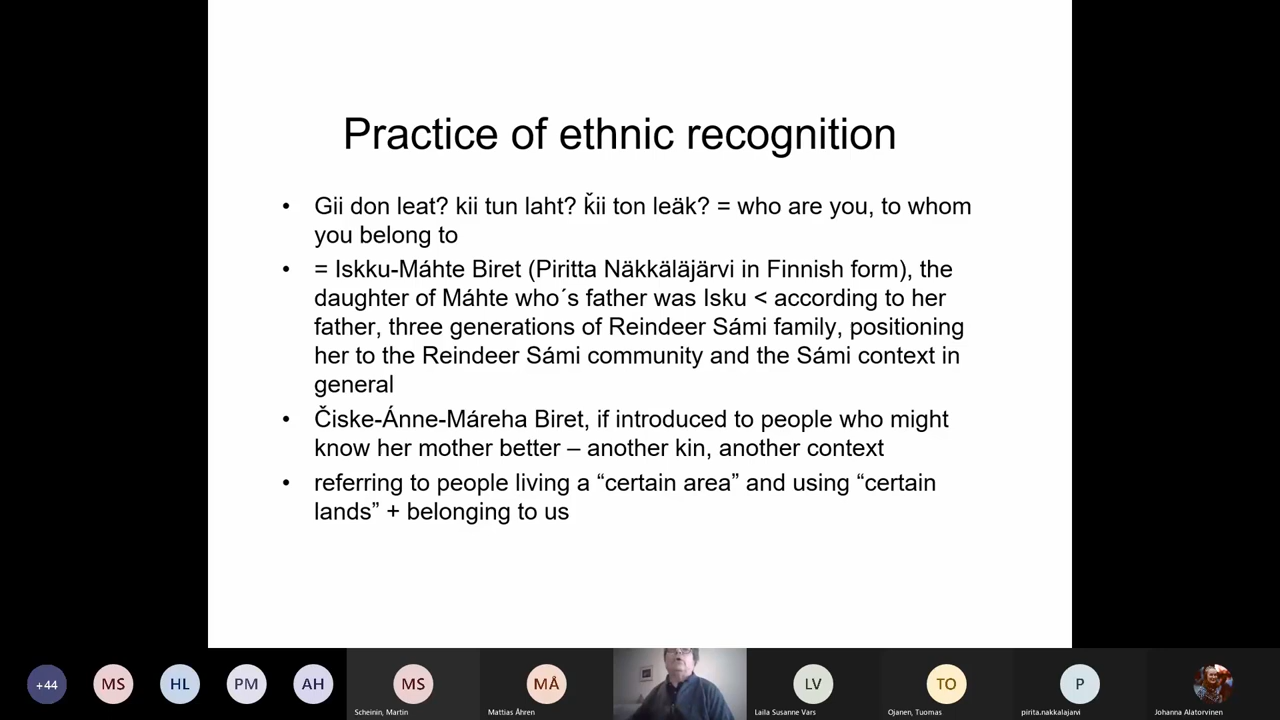 Practice of ethnic recognition
• Gii don leat? kii tun laht? ǩii ton leäk? = who are you, to whom
you belong to
• = Iskku-Máhte Biret (Piritta Näkkäläjärvi in Finnish form), the
daughter of Máhte who´s father was Isku < according to her
father, three generations of Reindeer Sámi family, positioning
her to the Reindeer Sámi community and the Sámi context in
general
• Čiske-Ánne-Máreha Biret, if introduced to people who might
know her mother better – another kin, another context
• referring to people living a “certain area” and using “certain
lands” + belonging to us
+44 MS HL PM AH MS MÅ LV TO P
Scheinin, Martin Mattias Åhren Laila Susanne Vars Ojanen, Tuomas pirita.nakkalajarvi Johanna Alatorvinen